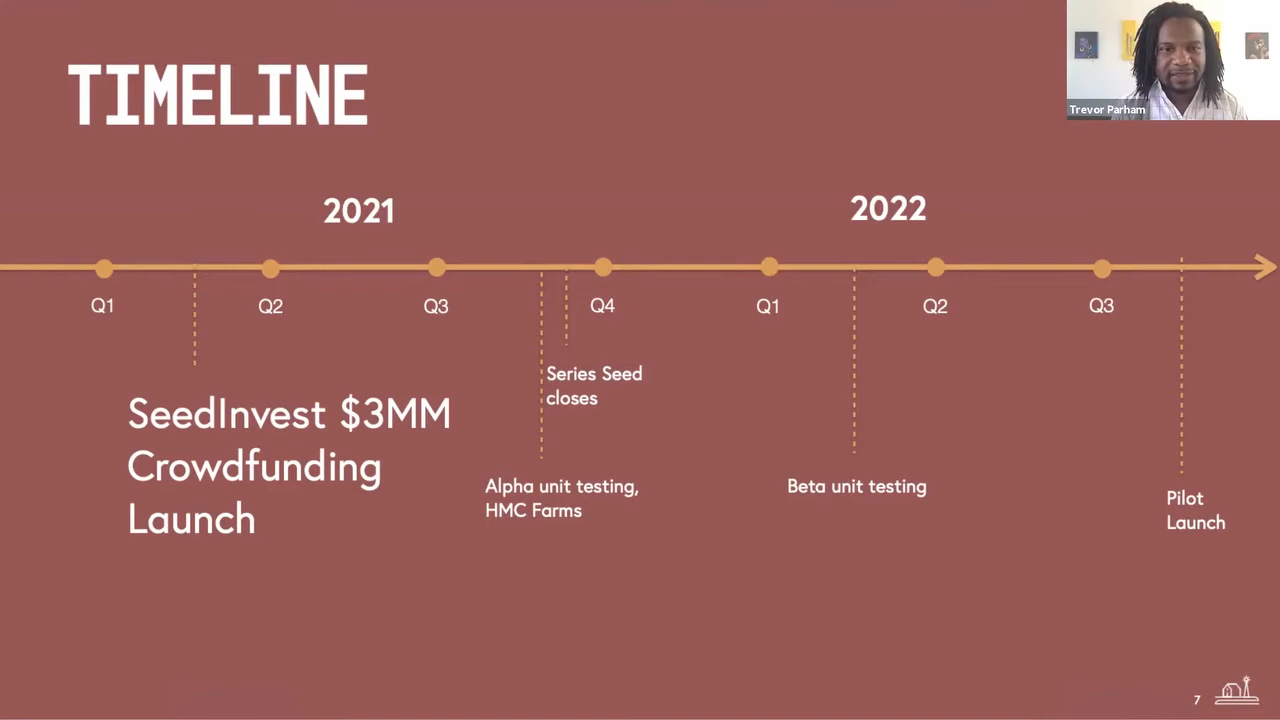 TIMELINE
Trevor Parham
2021
2022
Q1
Q2
Q3
Q4
Q1
Q2
Q3
Series Seed
closes
SeedInvest $3MM
Crowdfunding
Launch
Alpha unit testing,
HMC Farms
Beta unit testing
Pilot
Launch
7